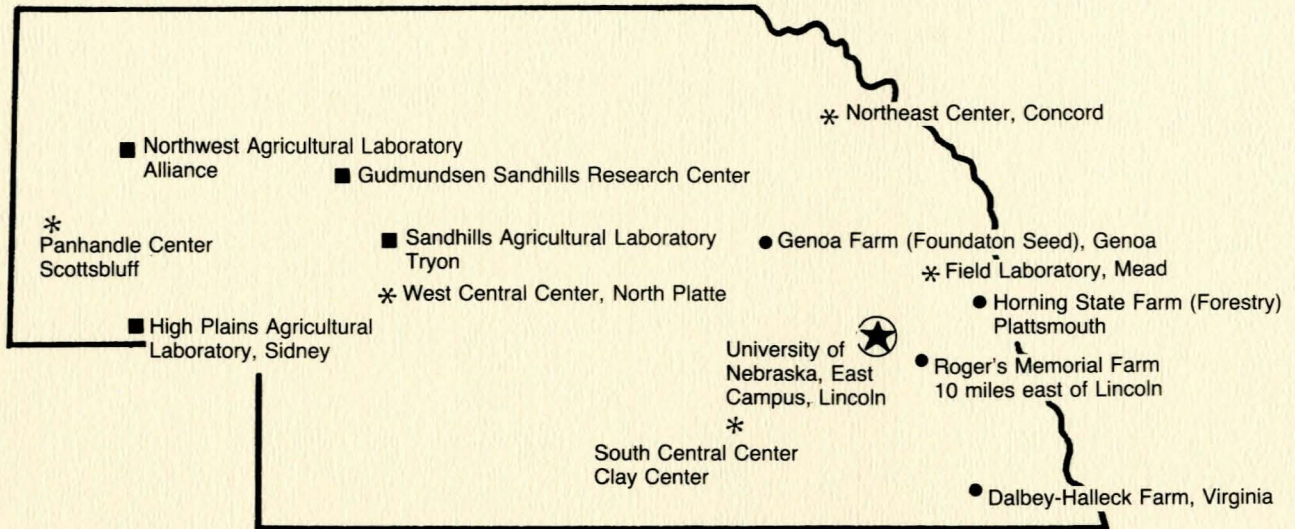 Northeast Center, Concord
Northwest Agricultural Laboratory
Alliance
Gudmundsen Sandhills Research Center
Panhandle Center
Scottsbluff
Sandhills Agricultural Laboratory
Tryon
Genoa Farm (Foundaton Seed), Genoa
Field Laboratory, Mead
West Central Center, North Platte
Horning State Farm (Forestry)
Plattsmouth
High Plains Agricultural
Laboratory, Sidney
University of
Nebraska, East
Campus, Lincoln
Roger's Memorial Farm
10 miles east of Lincoln
South Central Center
Clay Center
Dalbey-Halleck Farm, Virginia